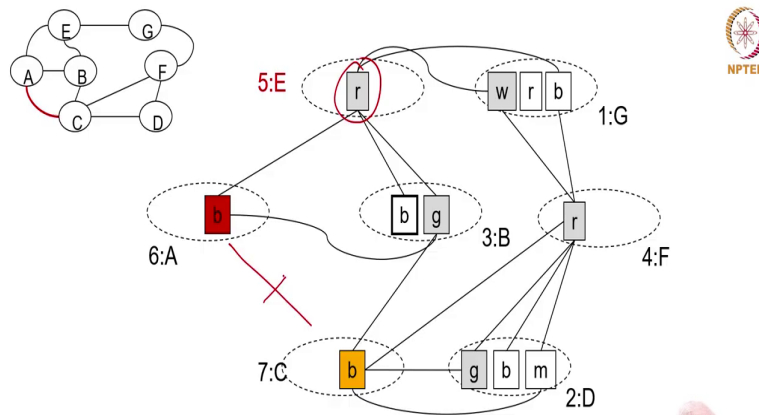 E G
A B F
C D
5:E r
w r b
1:G
NPTEL
b
6:A
b g
3:B
r
4:F
7:C b
g b m
2:D